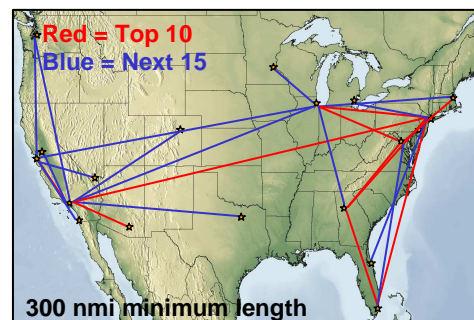 Red = Top 10
Blue = Next 15
300 nmi minimum length